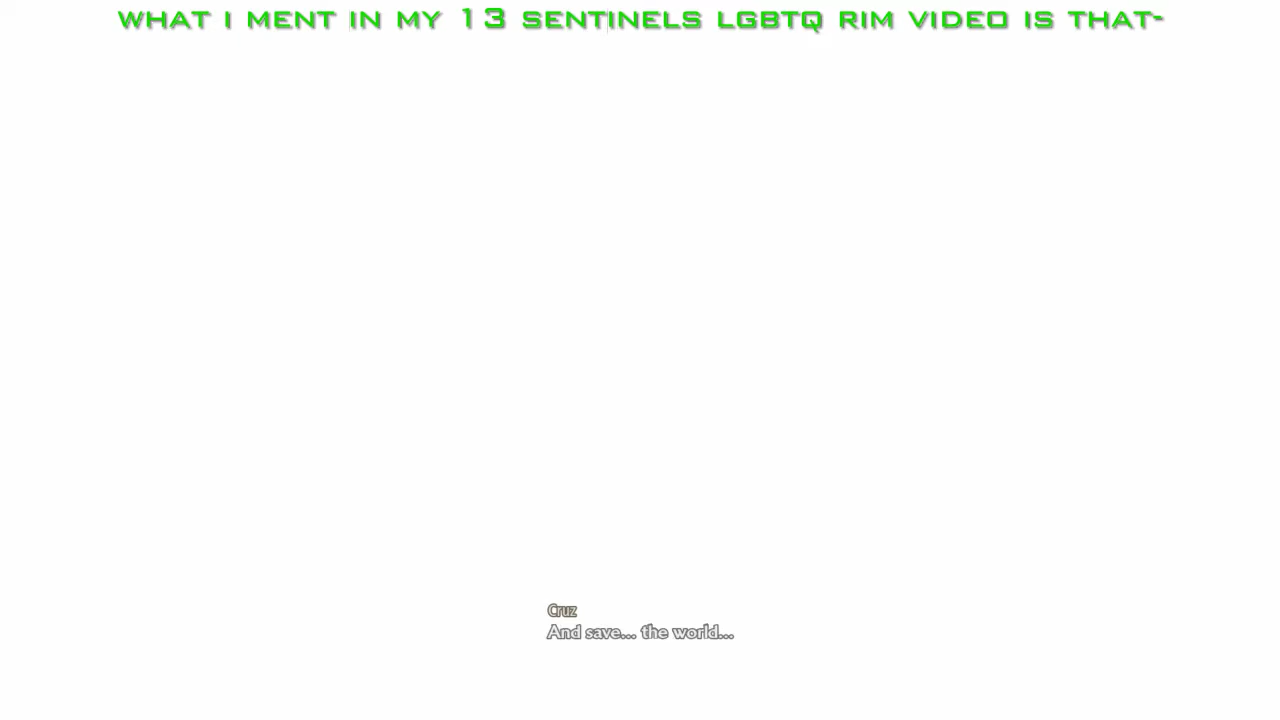 WHAT I MENT IN MY 13 SENTINELS LGBTQ RIM VIDEO IS THAT-
Cruz
And save... the world...